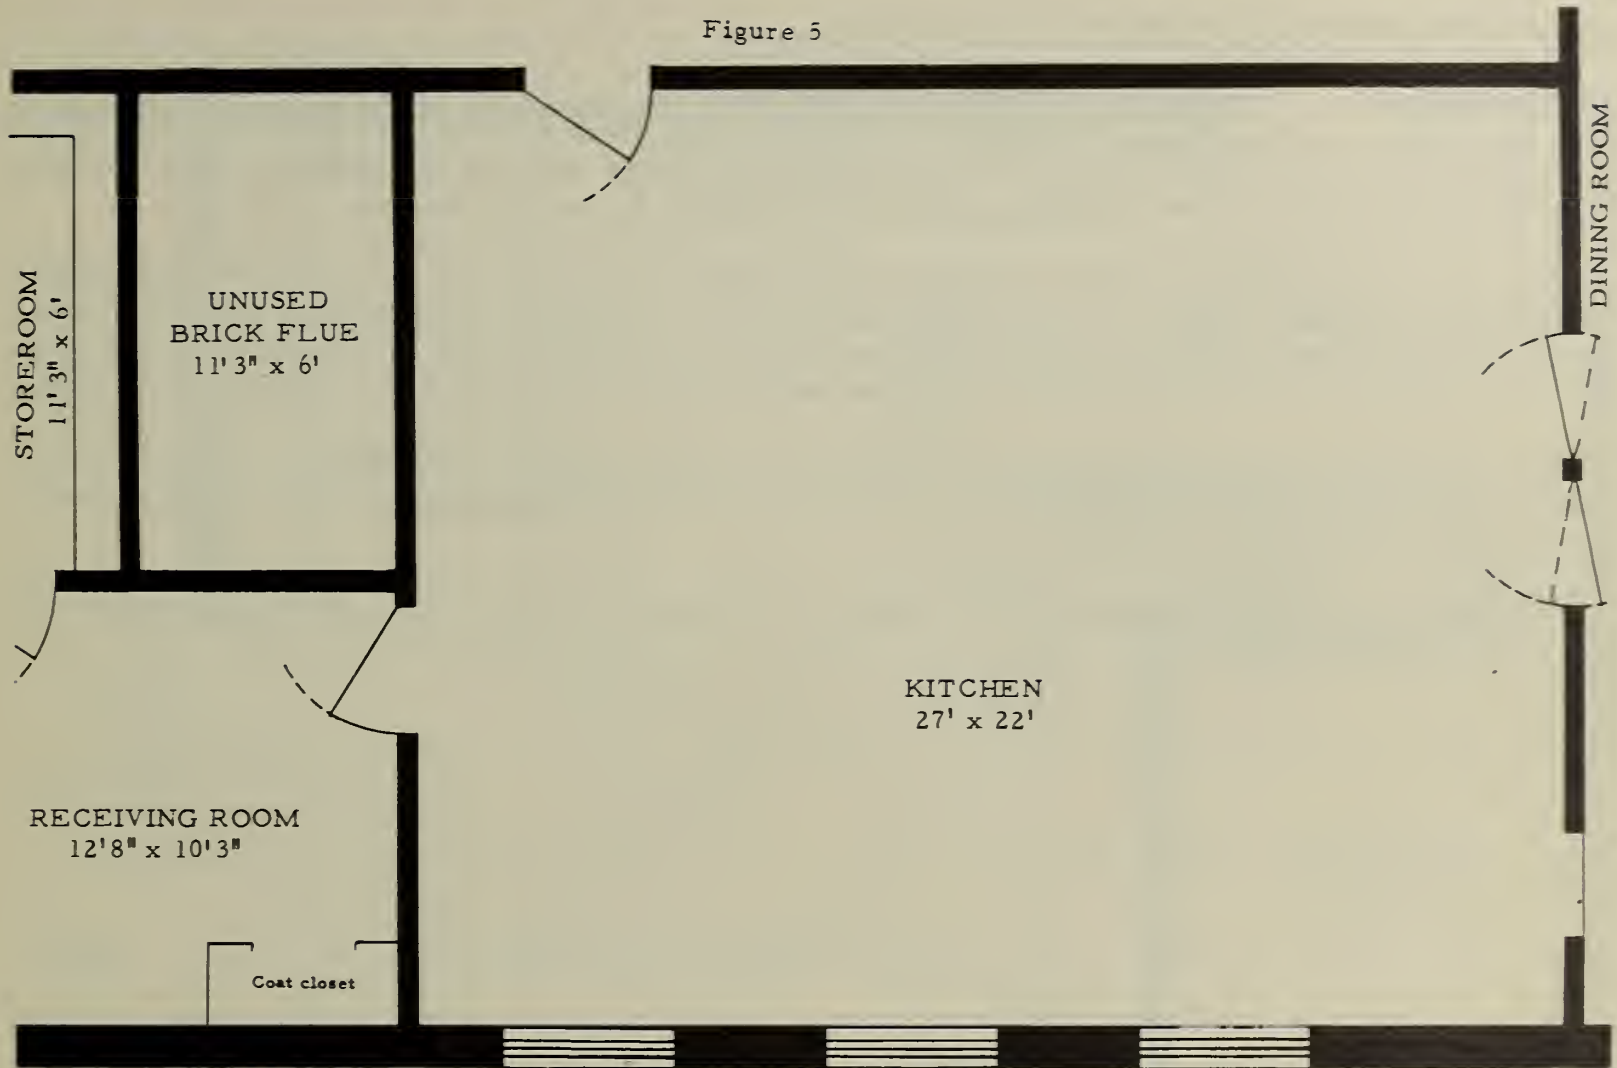 Figure 5
STOREROOM
11'3" x 6'
UNUSED
BRICK FLUE
11'3" x 6'
DINING ROOM
KITCHEN
27' x 22'
RECEIVING ROOM
12'8" x 10'3"
Coat closet